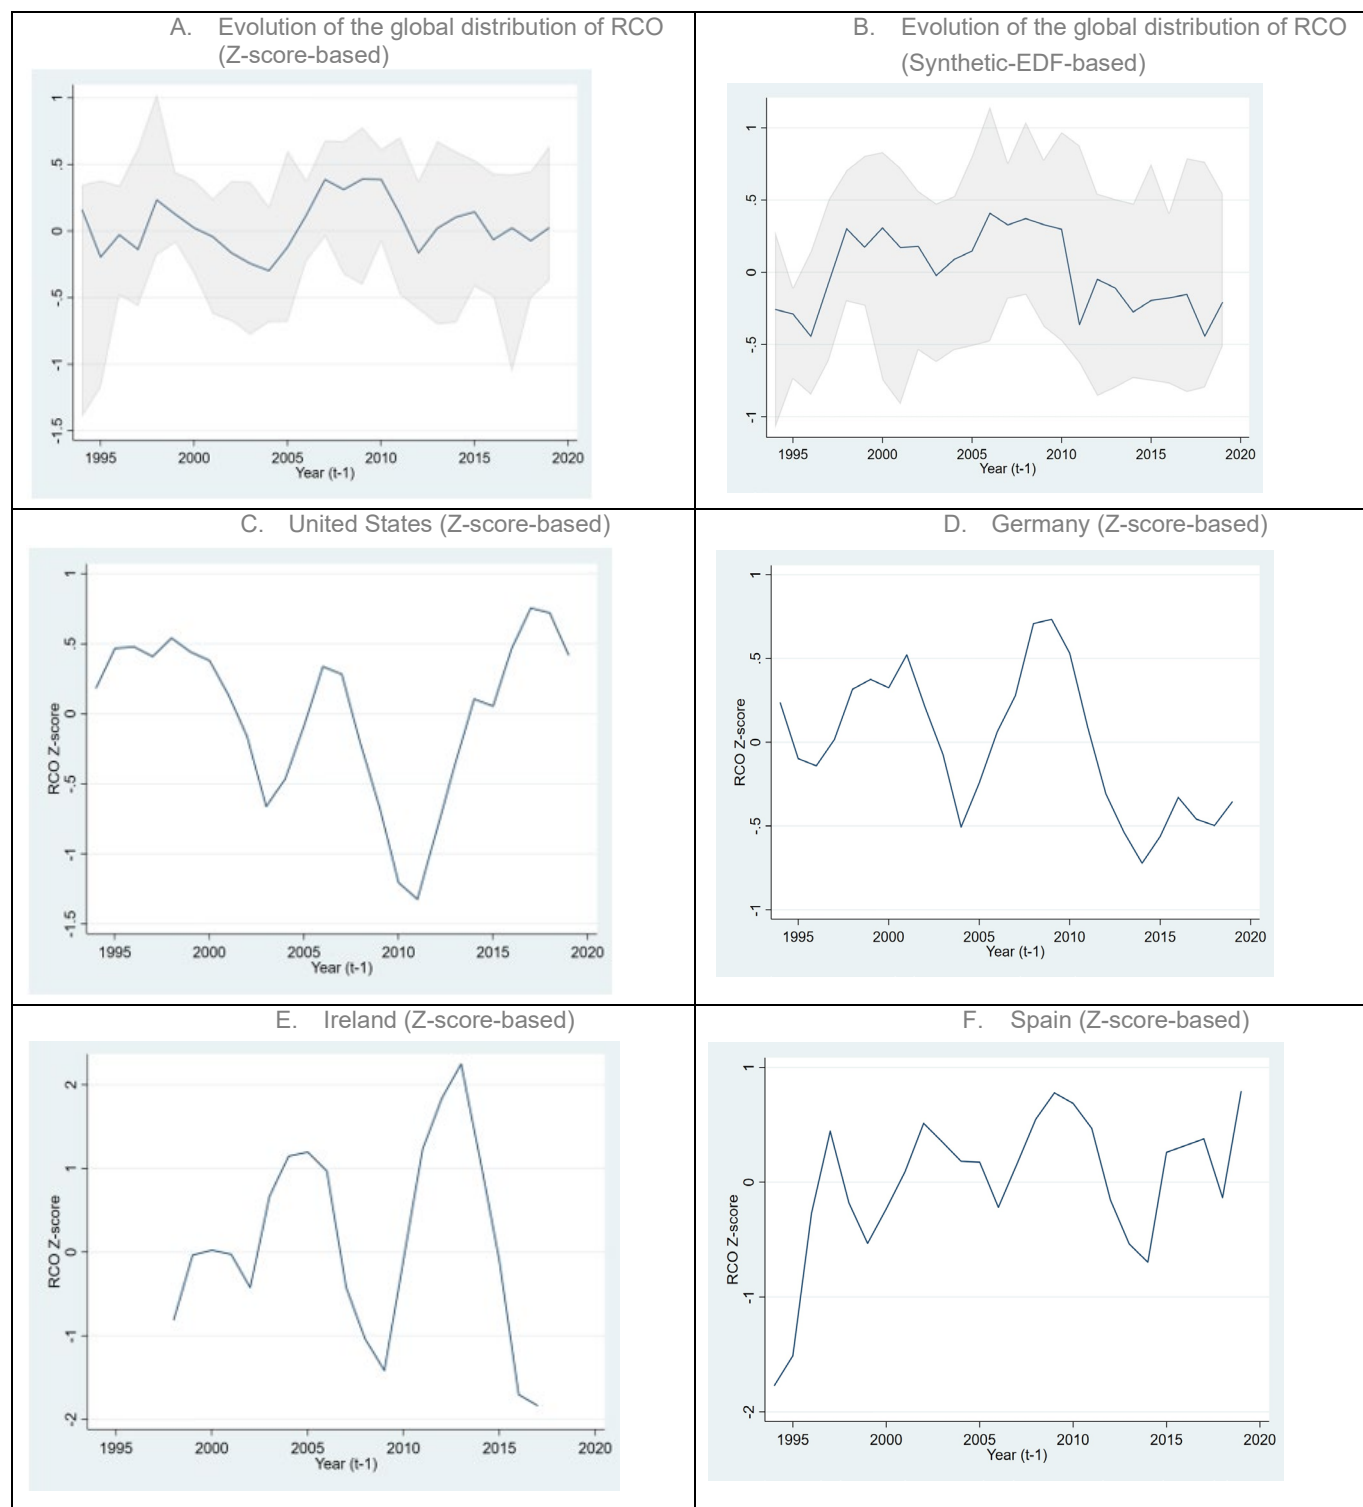 A. Evolution of the global distribution of RCO
(Z-score-based)
1
.5
0
-.5
-1
-1.5
1995 2000 2005 2010 2015 2020
Year (t-1)
B. Evolution of the global distribution of RCO
(Synthetic-EDF-based)
1
.5
0
-.5
-1
1995 2000 2005 2010 2015 2020
Year (t-1)
C. United States (Z-score-based)
RCO Z-score
1
.5
0
-.5
-1
-1.5
1995 2000 2005 2010 2015 2020
Year (t-1)
D. Germany (Z-score-based)
RCO Z-score
1
.5
0
-.5
-1
1995 2000 2005 2010 2015 2020
Year (t-1)
E. Ireland (Z-score-based)
RCO Z-score
2
1
0
-1
-2
1995 2000 2005 2010 2015 2020
Year (t-1)
F. Spain (Z-score-based)
RCO Z-score
1
0
-1
-2
1995 2000 2005 2010 2015 2020
Year (t-1)